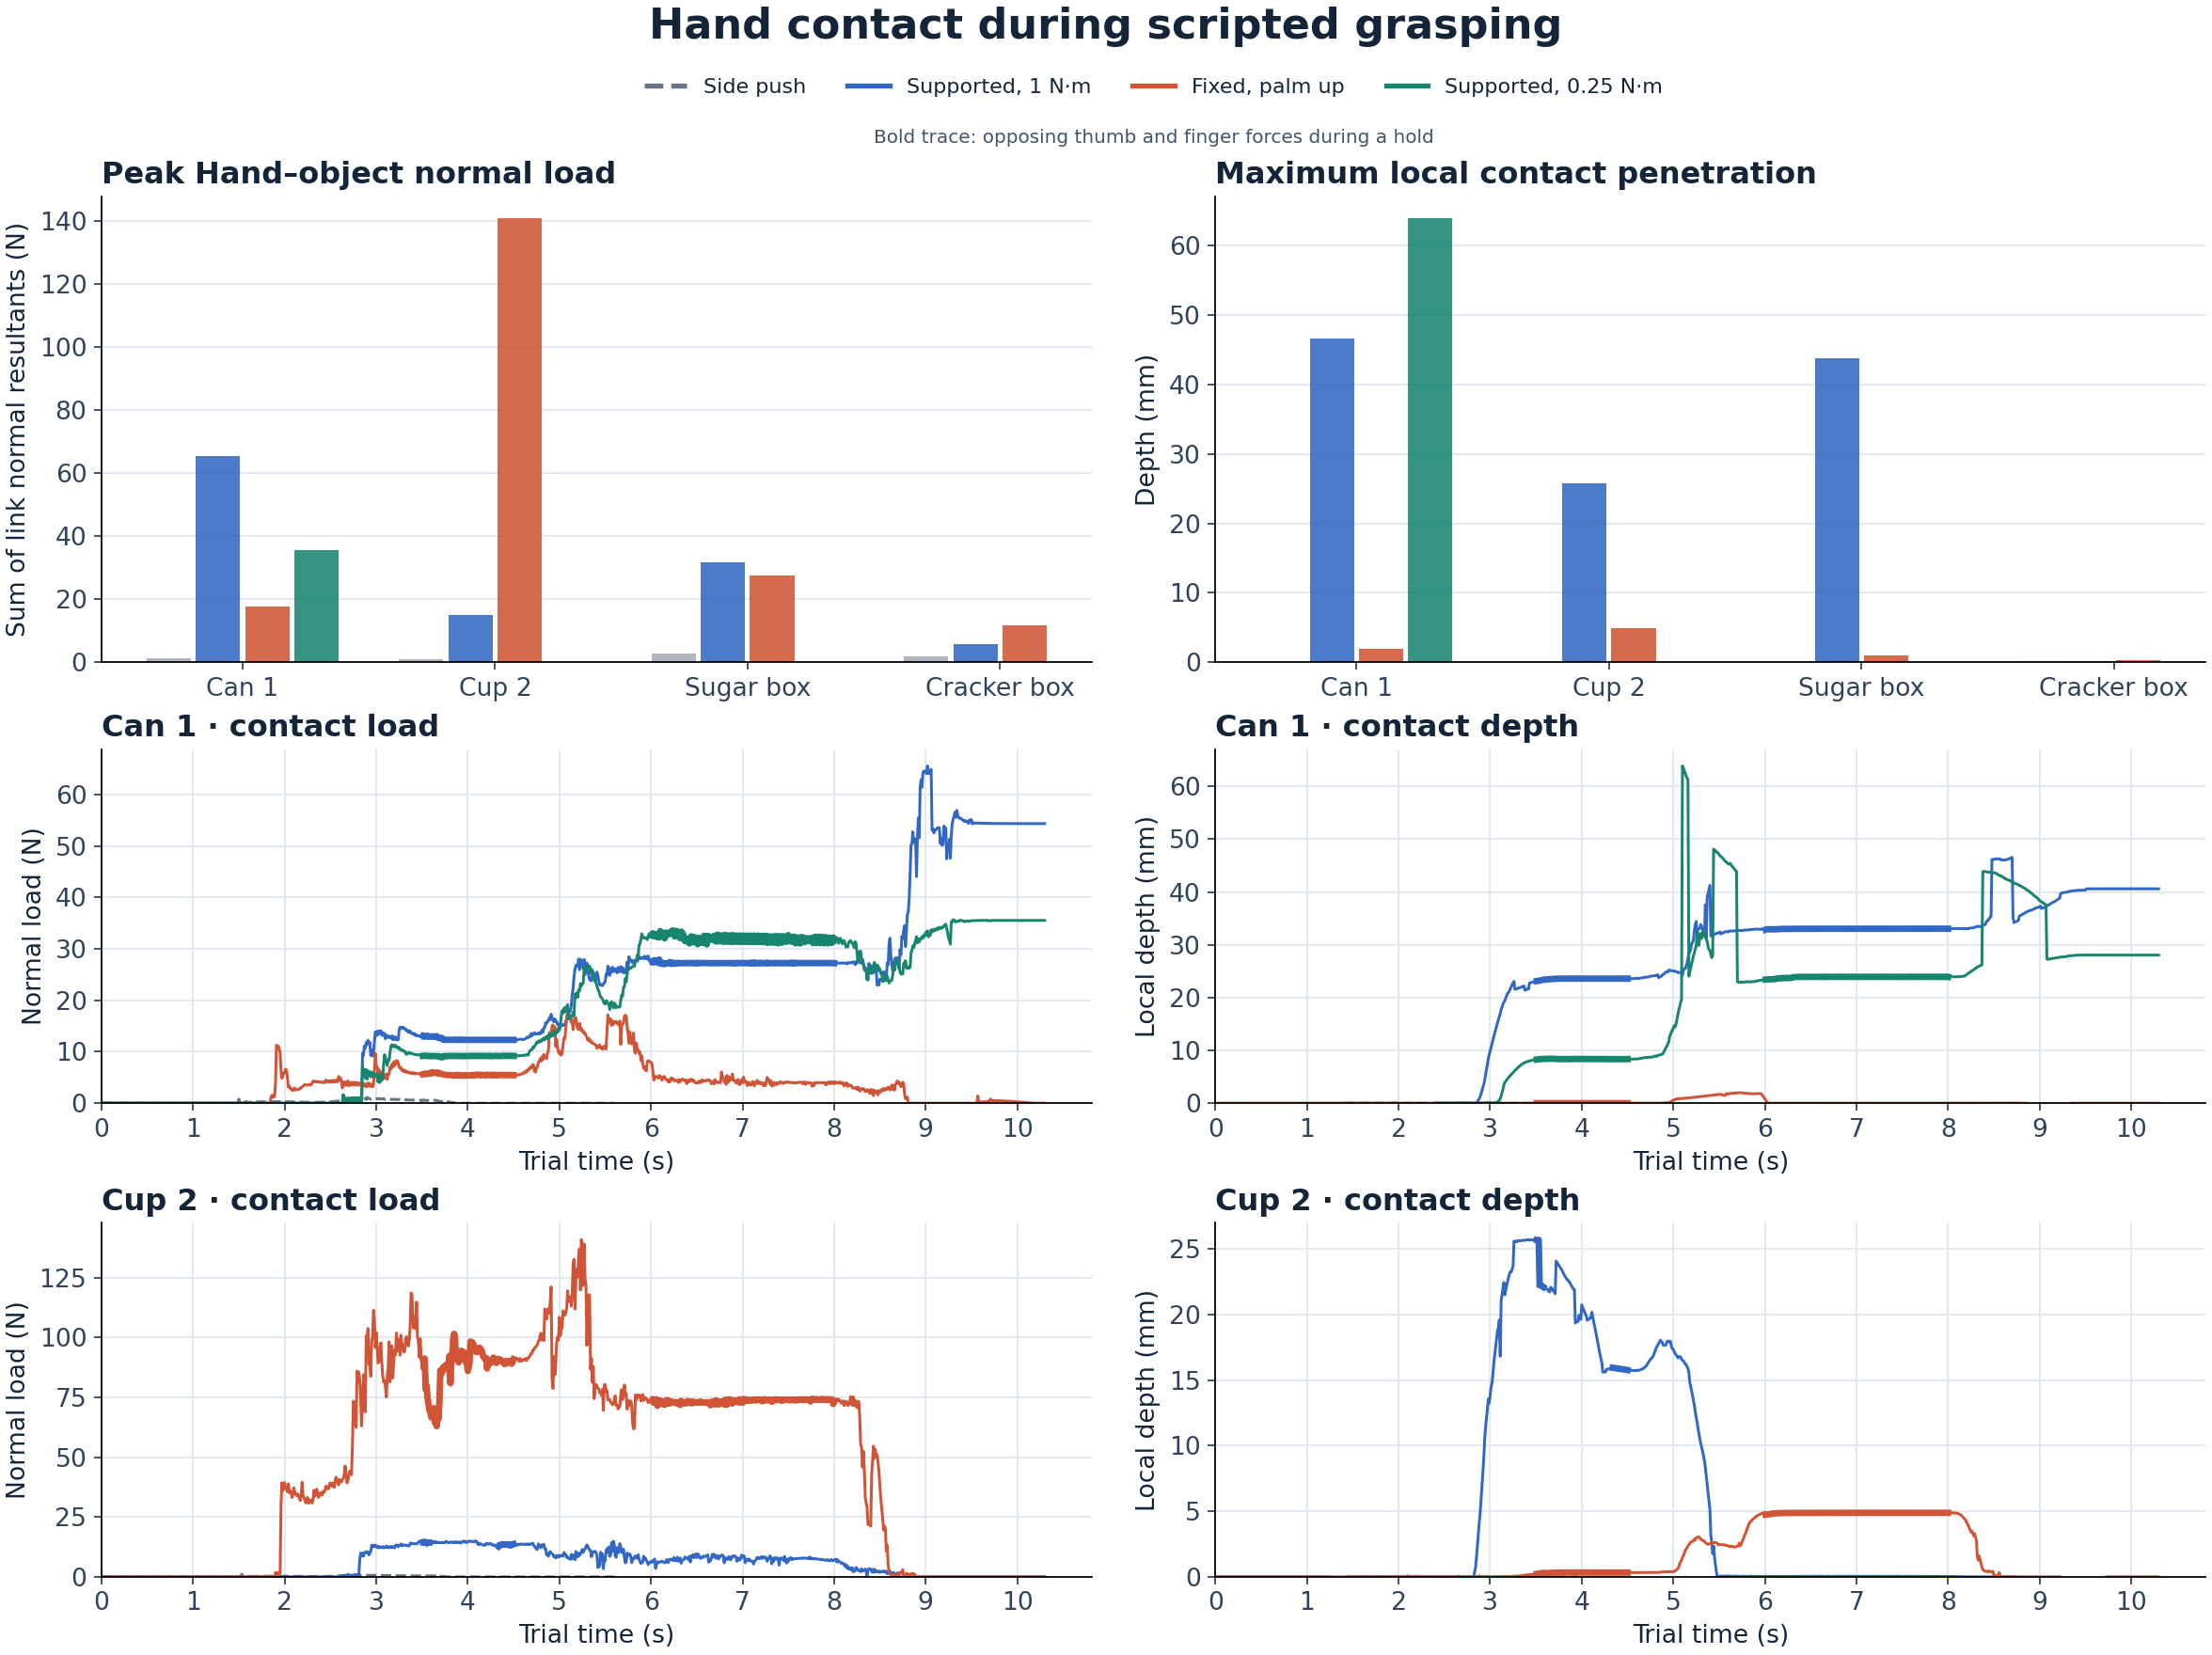 Hand contact during scripted grasping
Side push
Supported, 1 N·m
Fixed, palm up
Supported, 0.25 N·m
Bold trace: opposing thumb and finger forces during a hold
Peak Hand–object normal load
Sum of link normal resultants (N)
140
120
100
80
60
40
20
0
Can 1
Cup 2
Sugar box
Cracker box
Maximum local contact penetration
Depth (mm)
60
50
40
30
20
10
0
Can 1
Cup 2
Sugar box
Cracker box
Can 1 · contact load
Normal load (N)
60
50
40
30
20
10
0
0 1 2 3 4 5 6 7 8 9 10
Trial time (s)
Can 1 · contact depth
Local depth (mm)
60
50
40
30
20
10
0
0 1 2 3 4 5 6 7 8 9 10
Trial time (s)
Cup 2 · contact load
Normal load (N)
125
100
75
50
25
0
0 1 2 3 4 5 6 7 8 9 10
Trial time (s)
Cup 2 · contact depth
Local depth (mm)
25
20
15
10
5
0
0 1 2 3 4 5 6 7 8 9 10
Trial time (s)